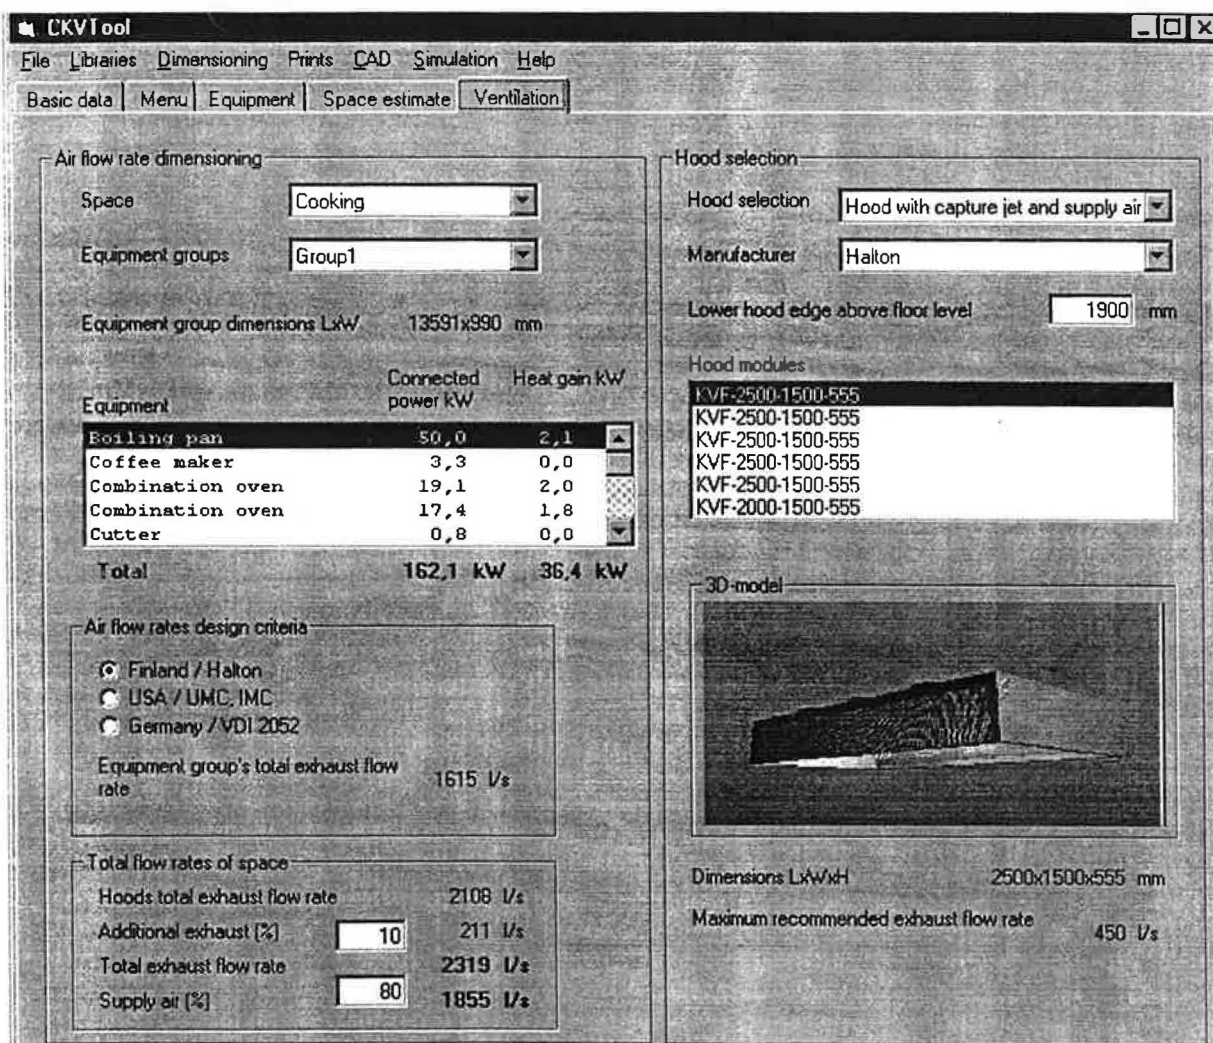 CKVTool
File Libraries Dimensioning Prints CAD Simulation Help
Basic data Menu Equipment Space estimate Ventilation
Air flow rate dimensioning
Space Cooking
Equipment groups Group1
Equipment group dimensions LxW 13591x990 mm
Connected power kW Heat gain kW
Equipment
Boiling pan 50,0 2,1
Coffee maker 3,3 0,0
Combination oven 19,1 2,0
Combination oven 17,4 1,8
Cutter 0,8 0,0
Total 162,1 kW 36,4 kW
Air flow rates design criteria
Finland / Halton
USA / UMC, IMC
Germany / VDI 2052
Equipment group's total exhaust flow
rate 1615 l/s
Total flow rates of space
Hoods total exhaust flow rate 2108 l/s
Additional exhaust (%) 10 211 l/s
Total exhaust flow rate 2319 l/s
Supply air (%) 80 1855 l/s
Hood selection
Hood selection Hood with capture jet and supply air
Manufacturer Halton
Lower hood edge above floor level 1900 mm
Hood modules
KVF-2500-1500-555
KVF-2500-1500-555
KVF-2500-1500-555
KVF-2500-1500-555
KVF-2500-1500-555
KVF-2000-1500-555
3D-model
Dimensions LxWxH 2500x1500x555 mm
Maximum recommended exhaust flow rate 450 l/s